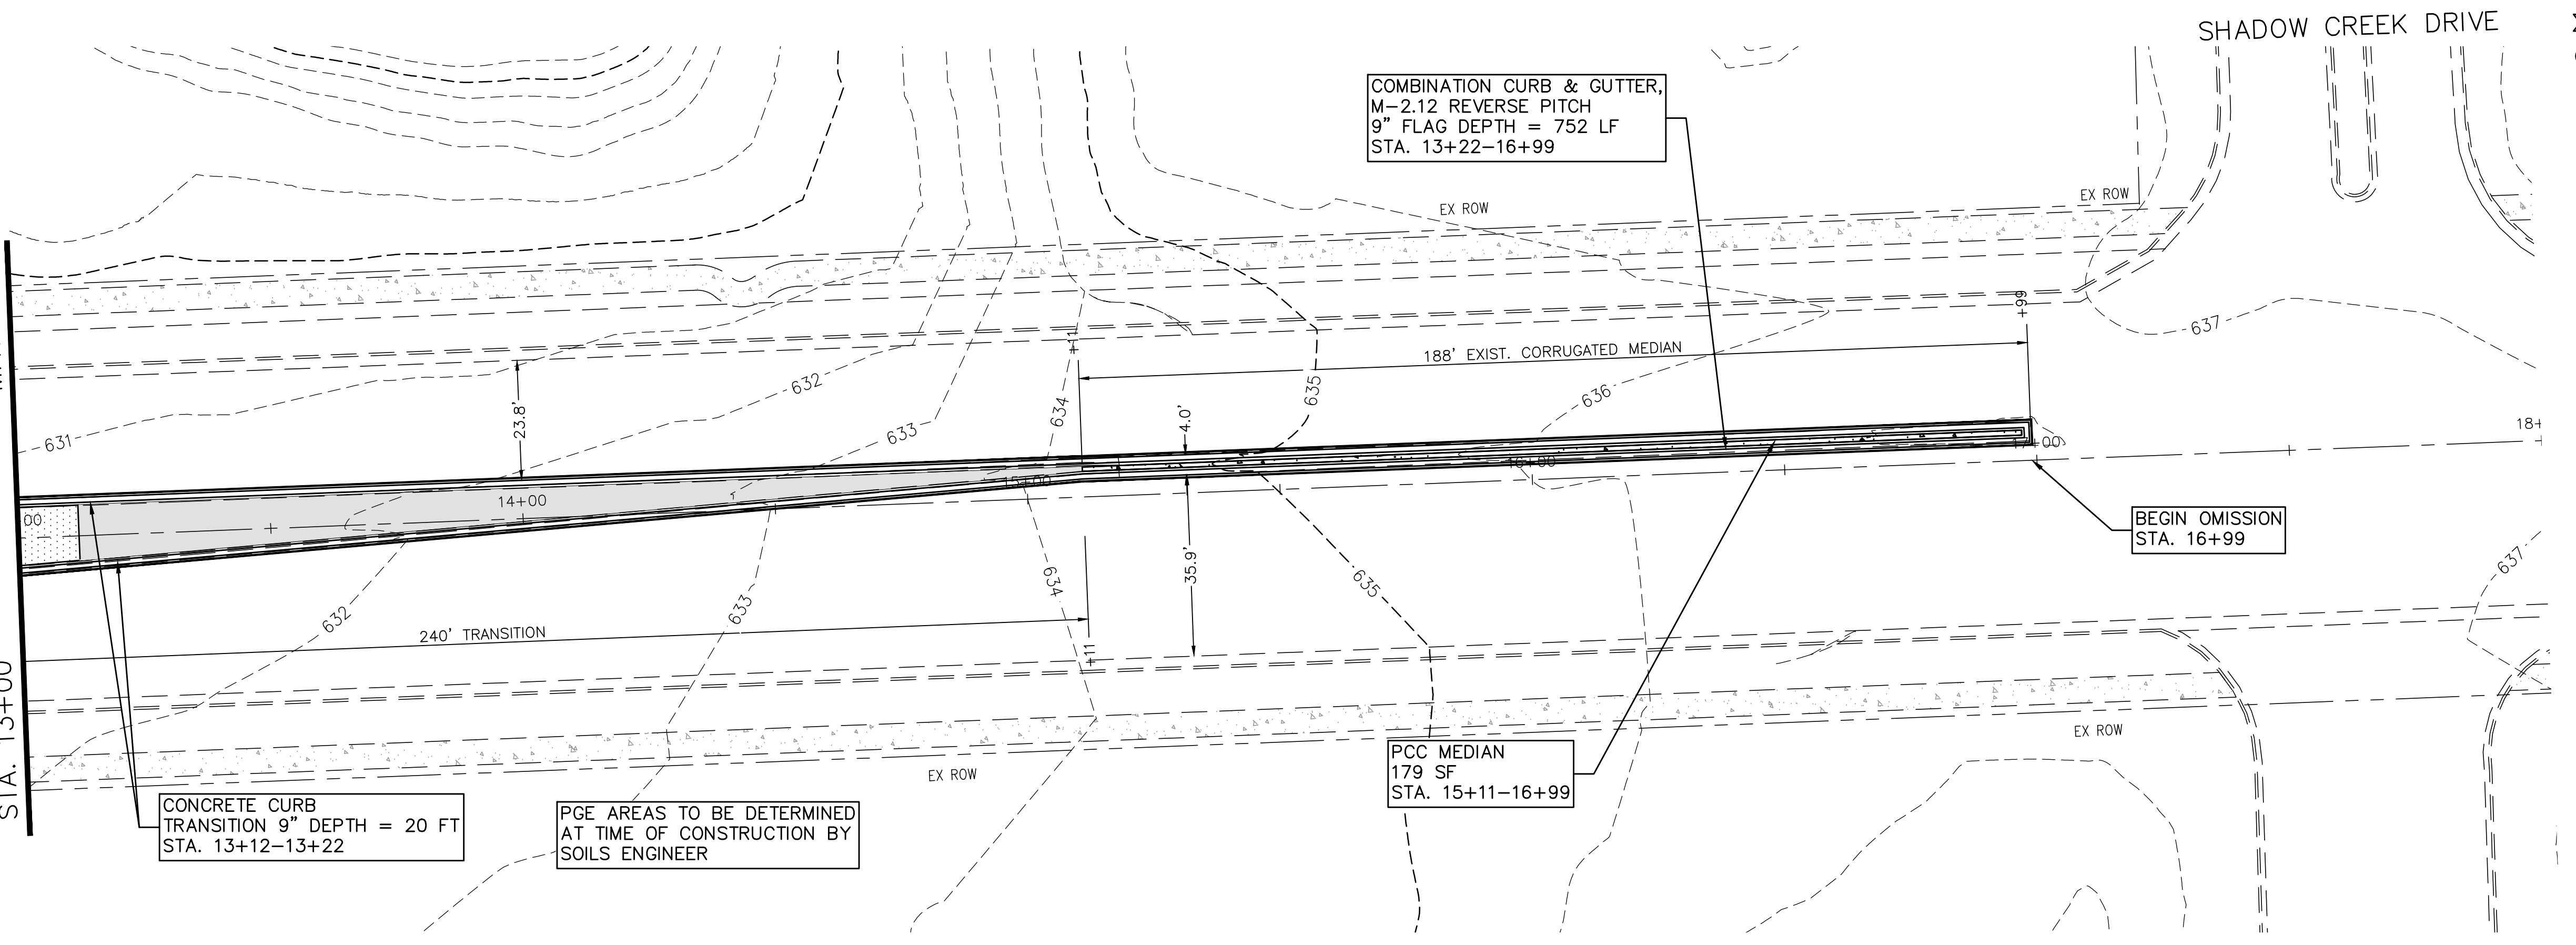 SHADOW CREEK DRIVE
COMBINATION CURB & GUTTER,
M-2.12 REVERSE PITCH
9" FLAG DEPTH = 752 LF
STA. 13+22-16+99
EX ROW
EX ROW
+99
637
+11
188' EXIST. CORRUGATED MEDIAN
632
635
636
634
23.8'
4.0'
631
633
18+
17+00
16+00
15+00
14+00
00
BEGIN OMISSION
STA. 16+99
35.9'
634
635
637
633
632
240' TRANSITION
+11
STA. 13+00
EX ROW
EX ROW
PCC MEDIAN
179 SF
STA. 15+11-16+99
CONCRETE CURB
TRANSITION 9" DEPTH = 20 FT
STA. 13+12-13+22
PGE AREAS TO BE DETERMINED
AT TIME OF CONSTRUCTION BY
SOILS ENGINEER